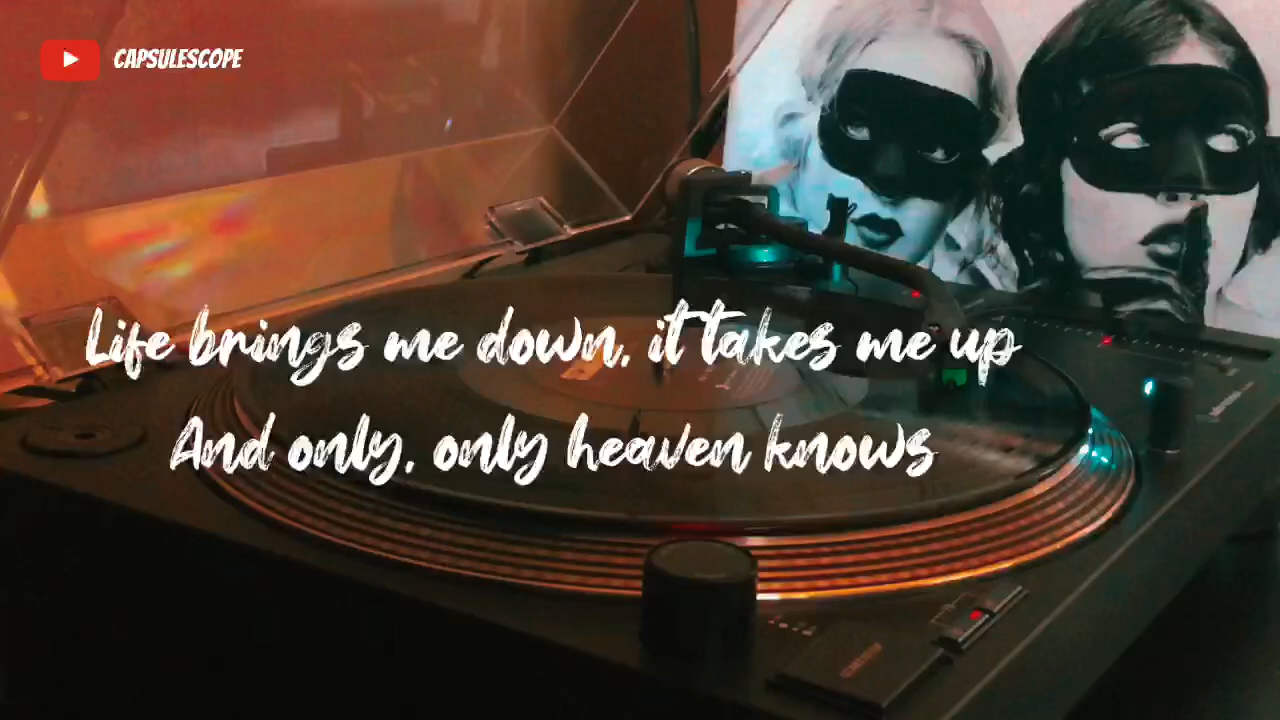 CAPSULESCOPE
Life brings me down, it takes me up
And only, only heaven knows